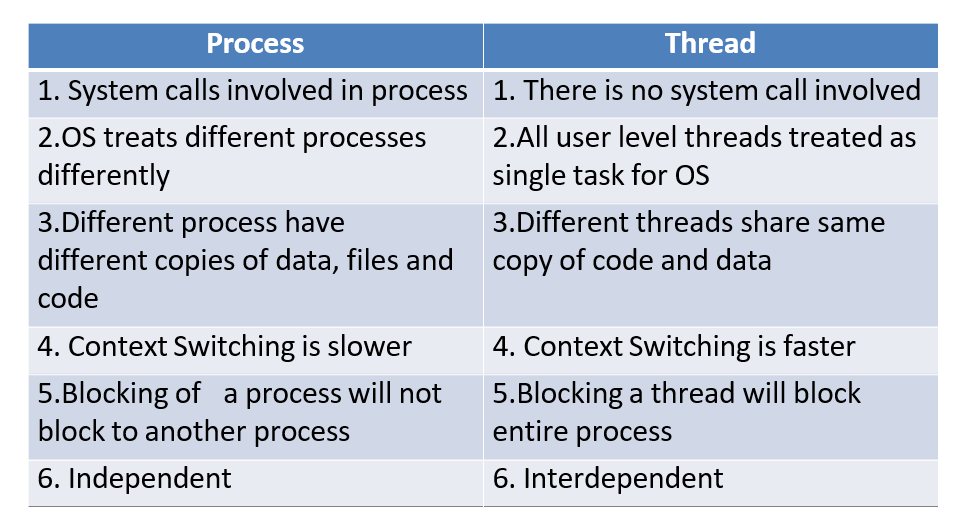 Process
Thread
1. System calls involved in process
1. There is no system call involved
2.OS treats different processes
differently
2.All user level threads treated as
single task for OS
3.Different process have
different copies of data, files and
code
3.Different threads share same
copy of code and data
4. Context Switching is slower
4. Context Switching is faster
5.Blocking of   a process will not
block to another process
5.Blocking a thread will block
entire process
6. Independent
6. Interdependent